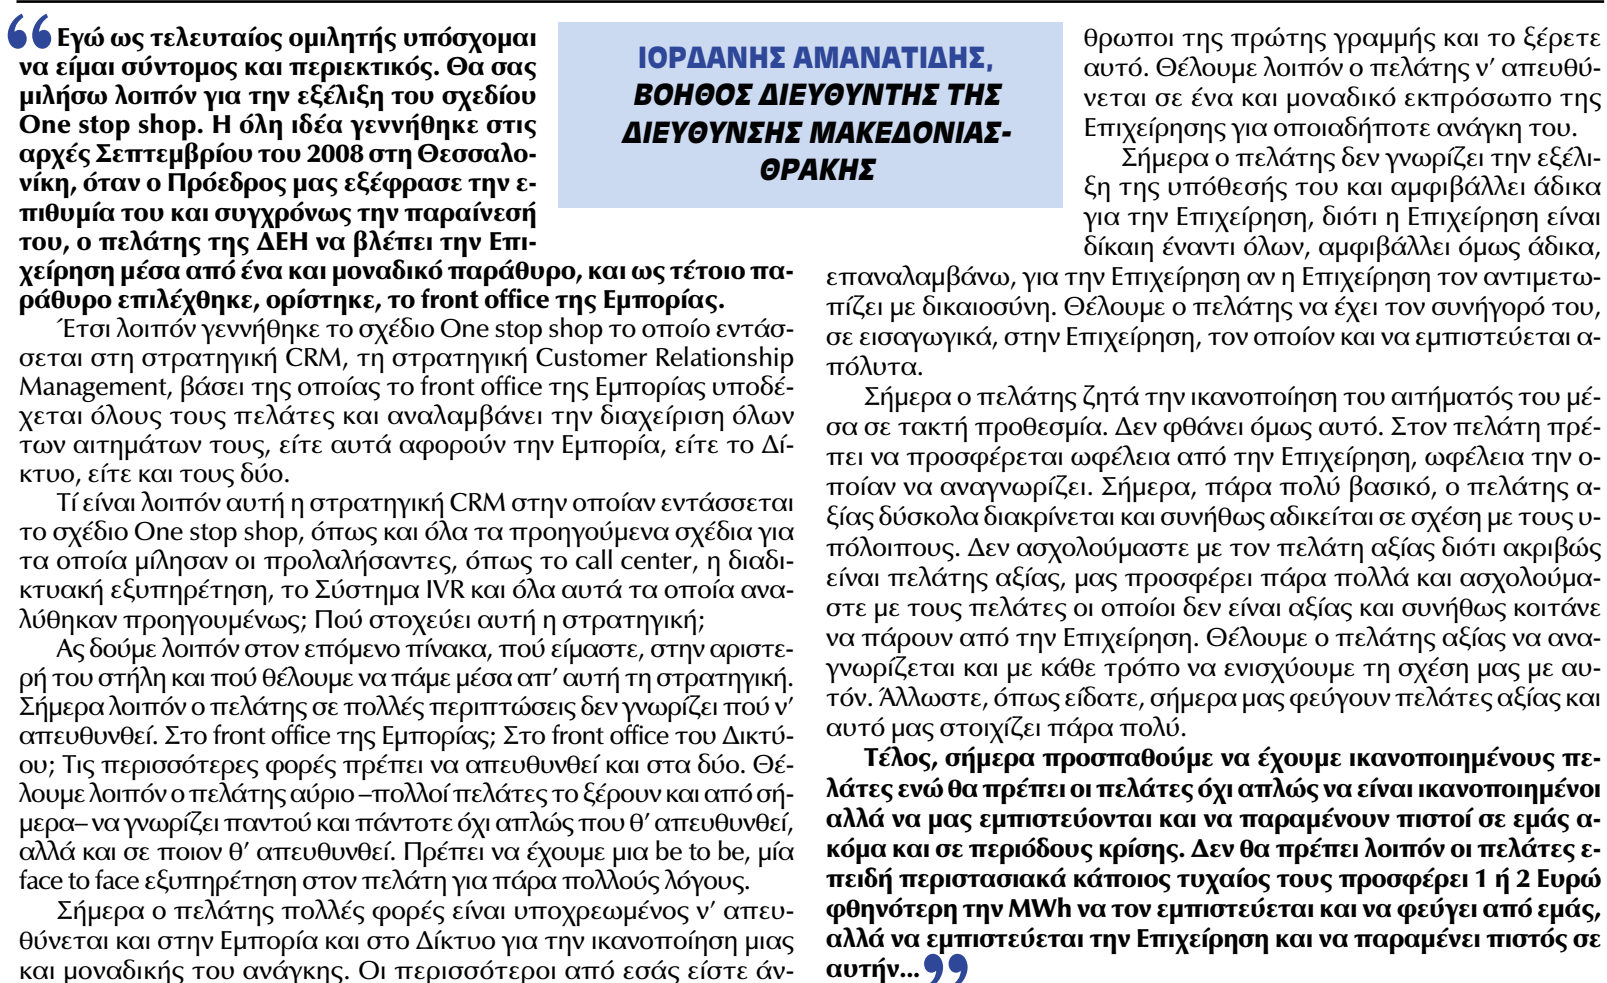 ΙΟΡΔΑΝΗΣ ΑΜΑΝΑΤΙΔΗΣ,
ΒΟΗΘΟΣ ΔΙΕΥΘΥΝΤΗΣ ΤΗΣ
ΔΙΕΥΘΥΝΣΗΣ ΜΑΚΕΔΟΝΙΑΣ-
ΘΡΑΚΗΣ
“Εγώ ως τελευταίος ομιλητής υπόσχομαι
να είμαι σύντομος και περιεκτικός. Θα σας
μιλήσω λοιπόν για την εξέλιξη του σχεδίου
One stop shop. Η όλη ιδέα γεννήθηκε στις
αρχές Σεπτεμβρίου του 2008 στη Θεσσαλο-
νίκη, όταν ο Πρόεδρος μας εξέφρασε την ε-
πιθυμία του και συγχρόνως την παραίνεσή
του, ο πελάτης της ΔΕΗ να βλέπει την Επι-
χείρηση μέσα από ένα και μοναδικό παράθυρο, και ως τέτοιο πα-
ράθυρο επιλέχθηκε, ορίστηκε, το front office της Εμπορίας.
Έτσι λοιπόν γεννήθηκε το σχέδιο One stop shop το οποίο εντάσ-
σεται στη στρατηγική CRM, τη στρατηγική Customer Relationship
Management, βάσει της οποίας το front office της Εμπορίας υποδέ-
χεται όλους τους πελάτες και αναλαμβάνει την διαχείριση όλων
των αιτημάτων τους, είτε αυτά αφορούν την Εμπορία, είτε το Δί-
κτυο, είτε και τους δύο.
Τί είναι λοιπόν αυτή η στρατηγική CRM στην οποίαν εντάσσεται
το σχέδιο One stop shop, όπως και όλα τα προηγούμενα σχέδια για
τα οποία μίλησαν οι προλαλήσαντες, όπως το call center, η διαδι-
κτυακή εξυπηρέτηση, το Σύστημα IVR και όλα αυτά τα οποία ανα-
λύθηκαν προηγουμένως; Πού στοχεύει αυτή η στρατηγική;
Ας δούμε λοιπόν στον επόμενο πίνακα, πού είμαστε, στην αριστε-
ρή του στήλη και πού θέλουμε να πάμε μέσα απ’ αυτή τη στρατηγική.
Σήμερα λοιπόν ο πελάτης σε πολλές περιπτώσεις δεν γνωρίζει πού ν’
απευθυνθεί. Στο front office της Εμπορίας; Στο front office του Δικτύ-
ου; Τις περισσότερες φορές πρέπει να απευθυνθεί και στα δύο. Θέ-
λουμε λοιπόν ο πελάτης αύριο –πολλοί πελάτες το ξέρουν και από σή-
μερα– να γνωρίζει παντού και πάντοτε όχι απλώς που θ’ απευθυνθεί,
αλλά και σε ποιον θ’ απευθυνθεί. Πρέπει να έχουμε μια be to be, μία
face to face εξυπηρέτηση στον πελάτη για πάρα πολλούς λόγους.
Σήμερα ο πελάτης πολλές φορές είναι υποχρεωμένος ν’ απευ-
θύνεται και στην Εμπορία και στο Δίκτυο για την ικανοποίηση μιας
και μοναδικής του ανάγκης. Οι περισσότεροι από εσάς είστε άν-
θρωποι της πρώτης γραμμής και το ξέρετε
αυτό. Θέλουμε λοιπόν ο πελάτης ν’ απευθύ-
νεται σε ένα και μοναδικό εκπρόσωπο της
Επιχείρησης για οποιαδήποτε ανάγκη του.
Σήμερα ο πελάτης δεν γνωρίζει την εξέλι-
ξη της υπόθεσής του και αμφιβάλλει άδικα
για την Επιχείρηση, διότι η Επιχείρηση είναι
δίκαιη έναντι όλων, αμφιβάλλει όμως άδικα,
επαναλαμβάνω, για την Επιχείρηση αν η Επιχείρηση τον αντιμετω-
πίζει με δικαιοσύνη. Θέλουμε ο πελάτης να έχει τον συνήγορό του,
σε εισαγωγικά, στην Επιχείρηση, τον οποίον και να εμπιστεύεται α-
πόλυτα.
Σήμερα ο πελάτης ζητά την ικανοποίηση του αιτήματός του μέ-
σα σε τακτή προθεσμία. Δεν φθάνει όμως αυτό. Στον πελάτη πρέ-
πει να προσφέρεται ωφέλεια από την Επιχείρηση, ωφέλεια την ο-
ποίαν να αναγνωρίζει. Σήμερα, πάρα πολύ βασικό, ο πελάτης α-
ξίας δύσκολα διακρίνεται και συνήθως αδικείται σε σχέση με τους υ-
πόλοιπους. Δεν ασχολούμαστε με τον πελάτη αξίας διότι ακριβώς
είναι πελάτης αξίας, μας προσφέρει πάρα πολλά και ασχολούμα-
στε με τους πελάτες οι οποίοι δεν είναι αξίας και συνήθως κοιτάνε
να πάρουν από την Επιχείρηση. Θέλουμε ο πελάτης αξίας να ανα-
γνωρίζεται και με κάθε τρόπο να ενισχύουμε τη σχέση μας με αυ-
τόν. Άλλωστε, όπως είδατε, σήμερα μας φεύγουν πελάτες αξίας και
αυτό μας στοιχίζει πάρα πολύ.
Τέλος, σήμερα προσπαθούμε να έχουμε ικανοποιημένους πε-
λάτες ενώ θα πρέπει οι πελάτες όχι απλώς να είναι ικανοποιημένοι
αλλά να μας εμπιστεύονται και να παραμένουν πιστοί σε εμάς α-
κόμα και σε περιόδους κρίσης. Δεν θα πρέπει λοιπόν οι πελάτες ε-
πειδή περιστασιακά κάποιος τυχαίος τους προσφέρει 1 ή 2 Ευρώ
φθηνότερη την MWh να τον εμπιστεύεται και να φεύγει από εμάς,
αλλά να εμπιστεύεται την Επιχείρηση και να παραμένει πιστός σε
αυτήν...”